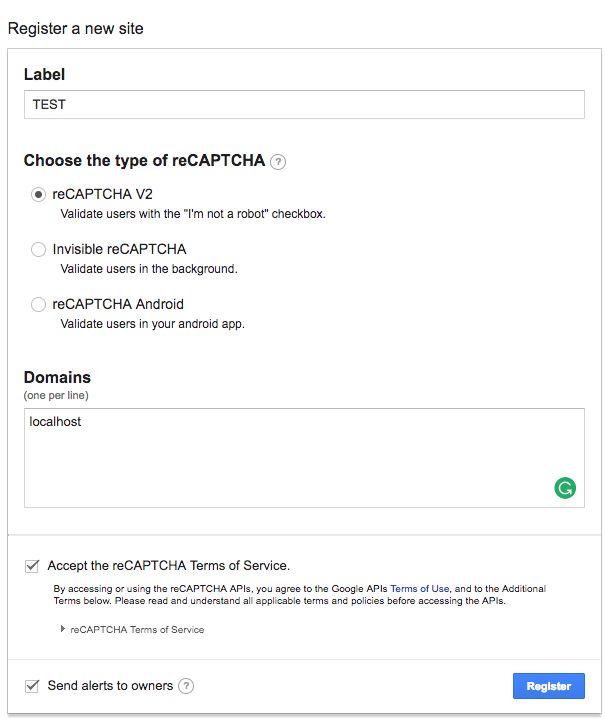 Register a new site
Label
TEST
Choose the type of reCAPTCHA ?
reCAPTCHA V2
Validate users with the "I'm not a robot" checkbox.
Invisible reCAPTCHA
Validate users in the background.
reCAPTCHA Android
Validate users in your android app.
Domains
(one per line)
localhost
Accept the reCAPTCHA Terms of Service.
By accessing or using the reCAPTCHA APIs, you agree to the Google APIs Terms of Use, and to the Additional
Terms below. Please read and understand all applicable terms and policies before accessing the APIs.
reCAPTCHA Terms of Service
Send alerts to owners ?
Register